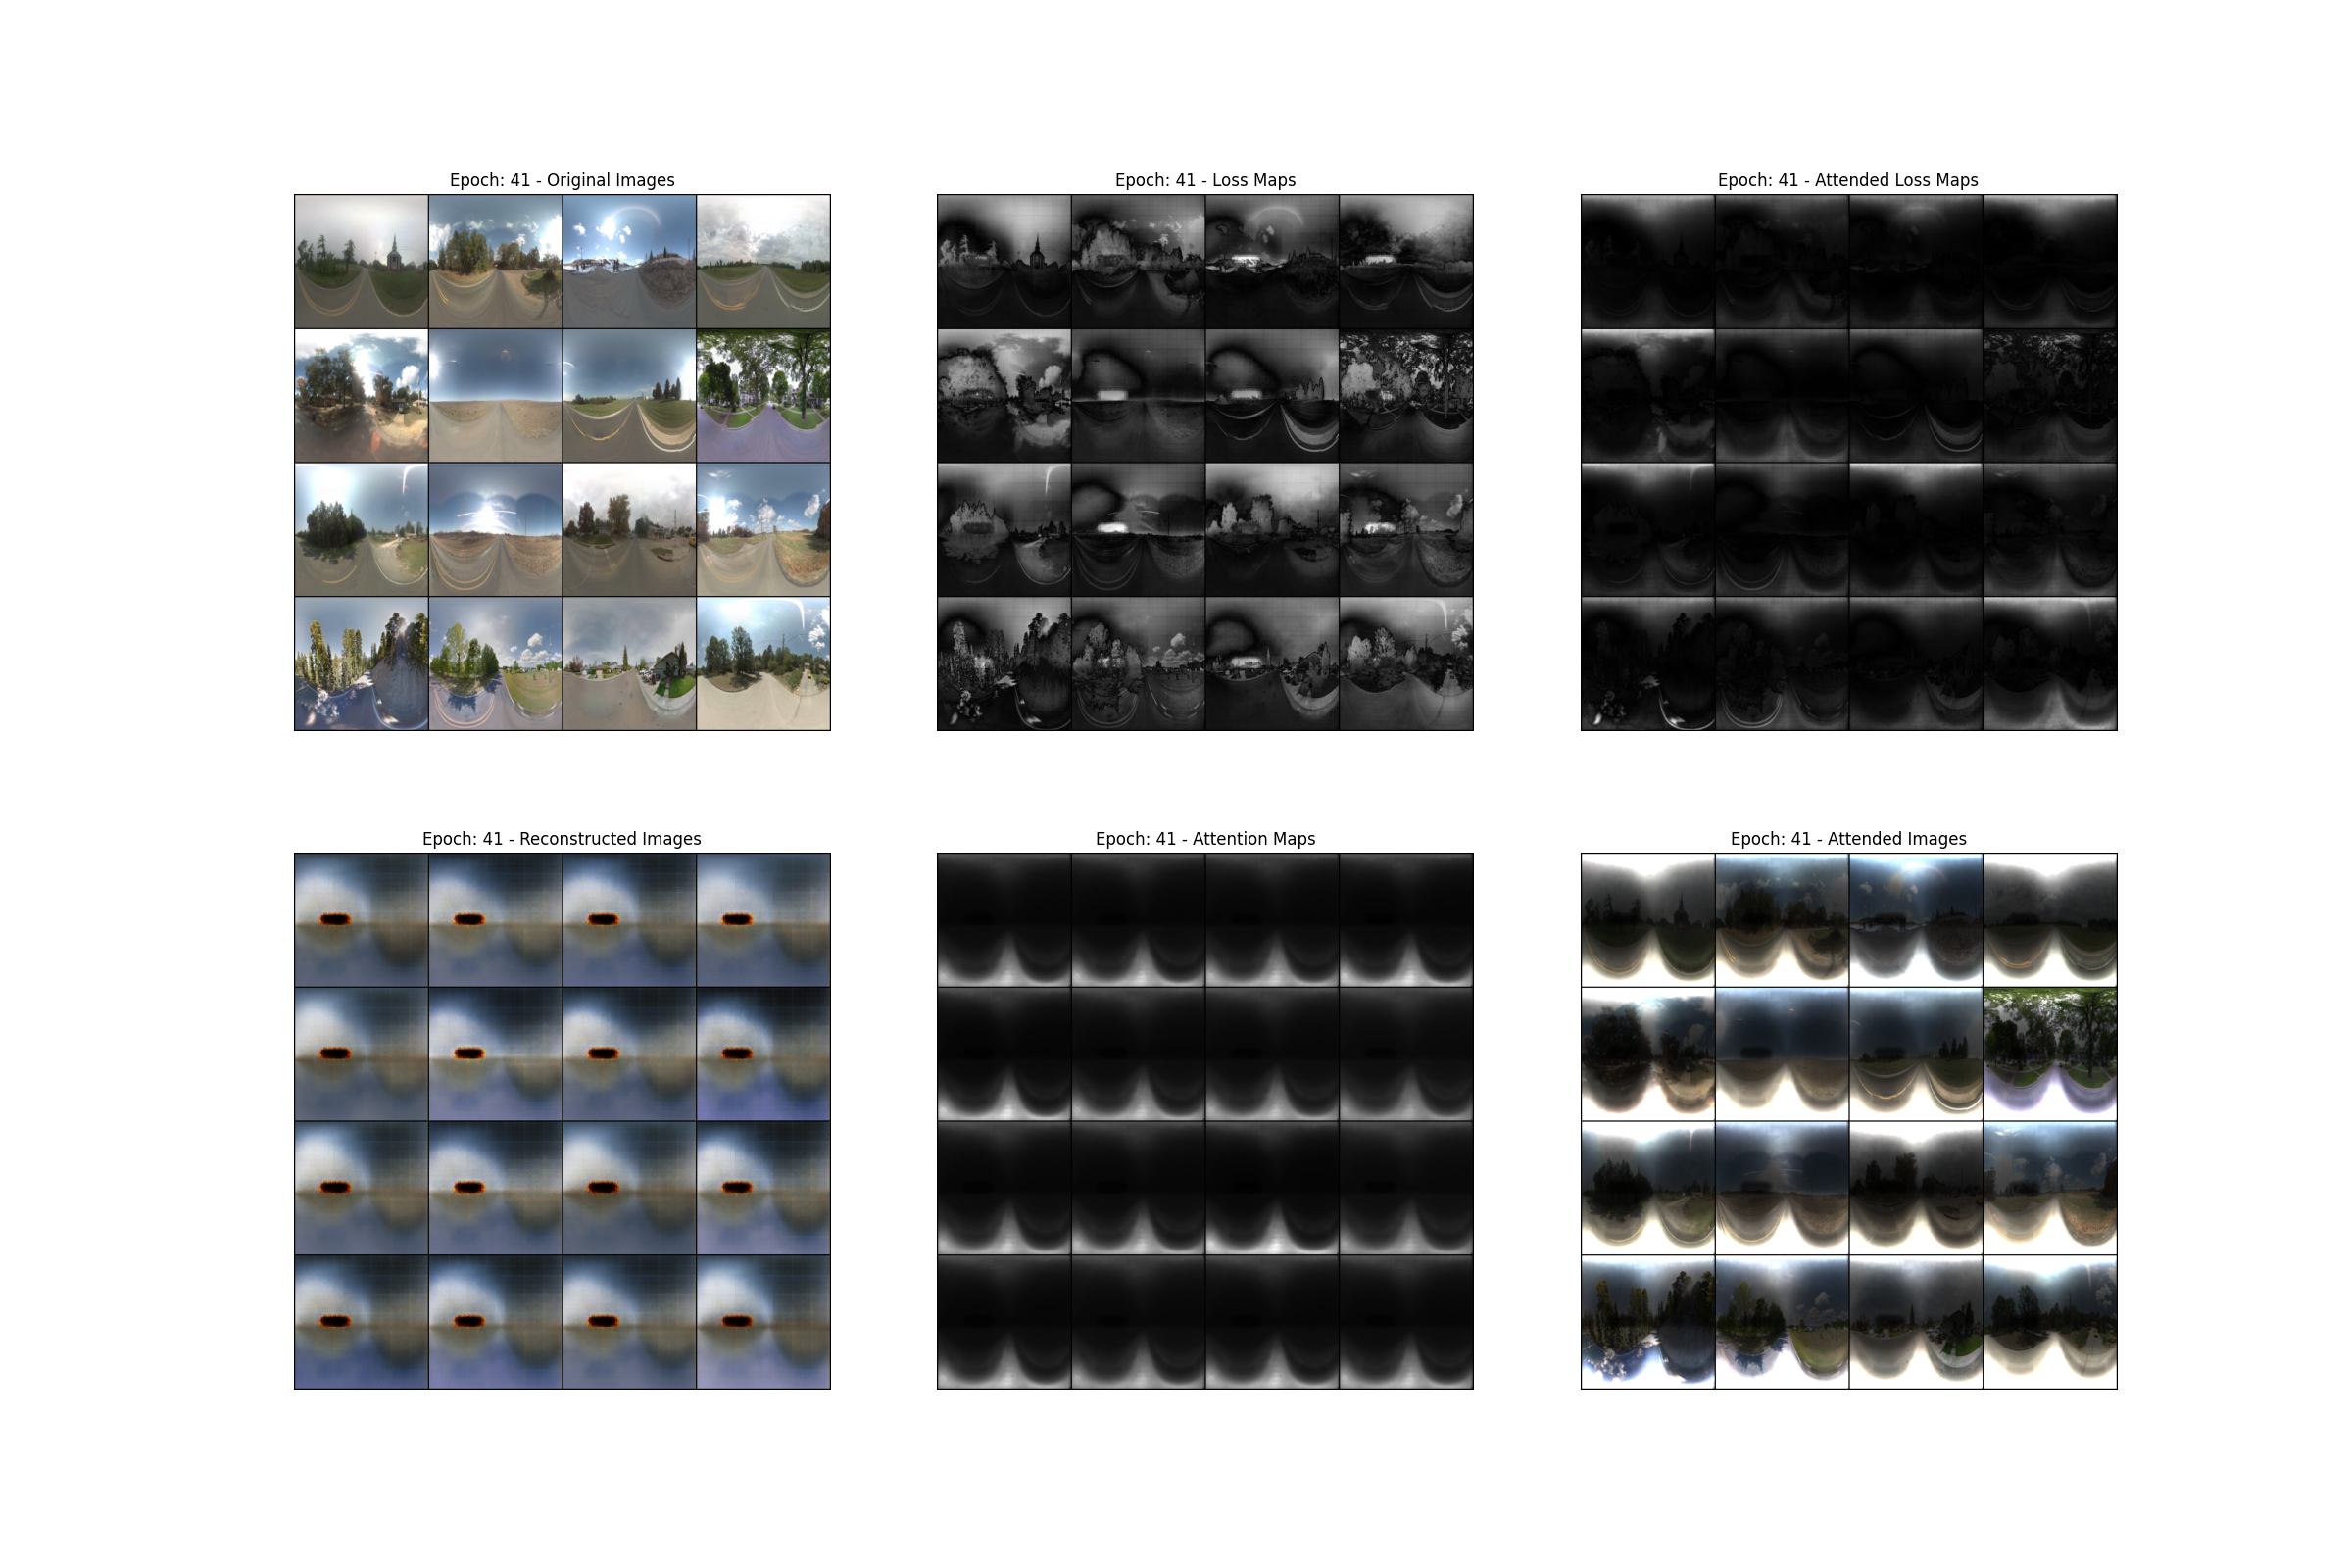 Epoch: 41 - Original Images
Epoch: 41 - Loss Maps
Epoch: 41 - Attended Loss Maps
Epoch: 41 - Reconstructed Images
Epoch: 41 - Attention Maps
Epoch: 41 - Attended Images